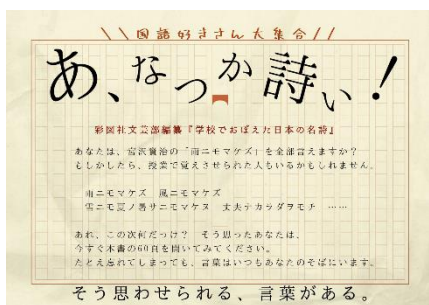 ＼＼国語好きさん大集合／／
あ、なつか詩い！
彩図社文芸部編纂『学校でおぼえた日本の名詩』
あなたは、宮沢賢治の「雨ニモマケズ」を全部言えますか？
もしかしたら、授業で覚えさせられた人もいるかもしれません。
雨ニモマケズ　風ニモマケズ
雪ニモ夏ノ暑サニモマケヌ　丈夫ナカラダヲモチ　……
あれ、この次何だっけ？　そう思ったあなたは、
今すぐ本書の60頁を開いてみてください。
たとえ忘れてしまっても、言葉はいつもあなたのそばにいます。
そう思わせられる、言葉がある。